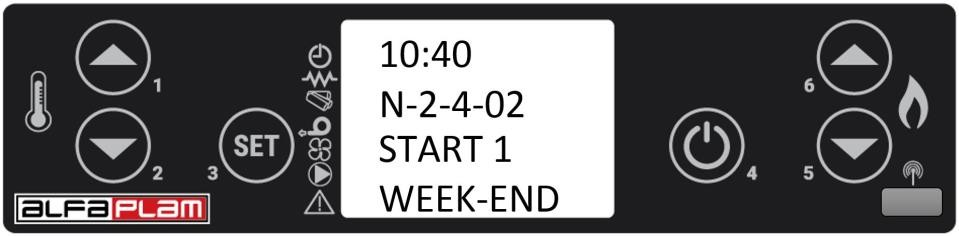 1
2
SET
3
aLFaPLam
10:40
N-2-4-02
START 1
WEEK-END
4
6
5